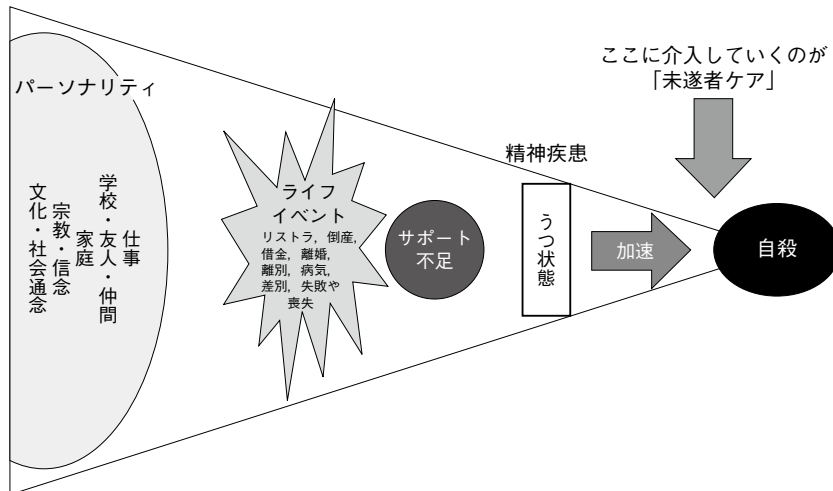 ここに介入していくのが
「未遂者ケア」
パーソナリティ
仕事
学校・友人・仲間
家庭
宗教・信念
文化・社会通念
ライフ
イベント
リストラ，倒産，
借金，離婚，
離別，病気，
差別，失敗や
喪失
サポート
不足
精神疾患
うつ状態
加速
自殺